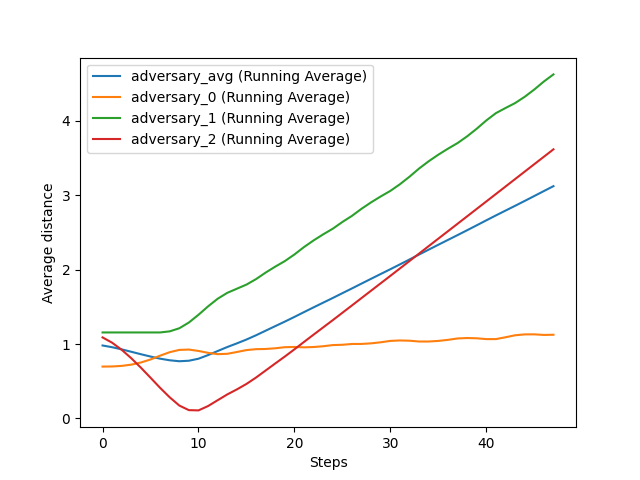 adversary_avg (Running Average)
adversary_0 (Running Average)
adversary_1 (Running Average)
adversary_2 (Running Average)
Average distance
4
3
2
1
0
0 10 20 30 40
Steps